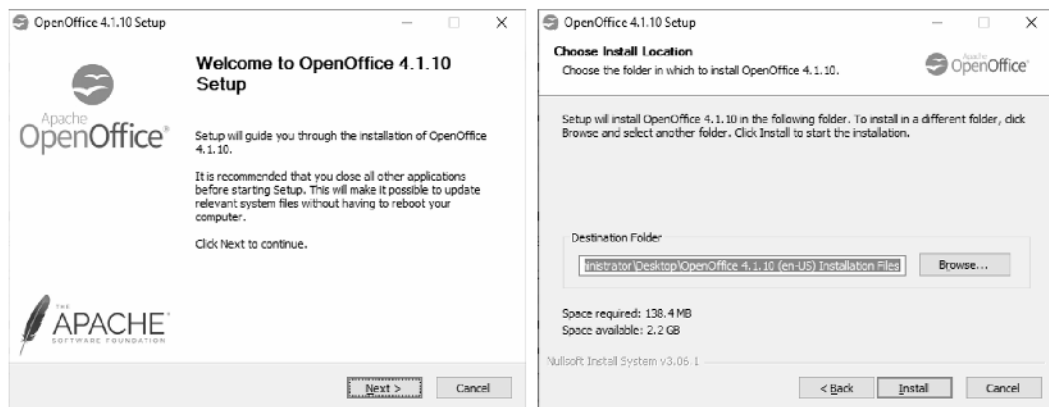 OpenOffice 4.1.10 Setup
Welcome to OpenOffice 4.1.10
Setup
Apache
OpenOffice®
Setup will guide you through the installation of OpenOffice
4.1.10.
It is recommended that you close all other applications
before starting Setup. This will make it possible to update
relevant system files without having to reboot your
computer.
Click Next to continue.
THE
APACHE
SOFTWARE FOUNDATION
Next >
Cancel
OpenOffice 4.1.10 Setup
Choose Install Location
Choose the folder in which to install OpenOffice 4.1.10.
Apache
OpenOffice
Setup will install OpenOffice 4.1.10 in the following folder. To install in a different folder, click
Browse and select another folder. Click Install to start the installation.
Destination Folder
inistrator\Desktop\OpenOffice 4.1.10 (en-US) Installation Files
Browse...
Space required: 138.4 MB
Space available: 2.2 GB
Nullsoft Install System v3.06.1
< Back
Install
Cancel